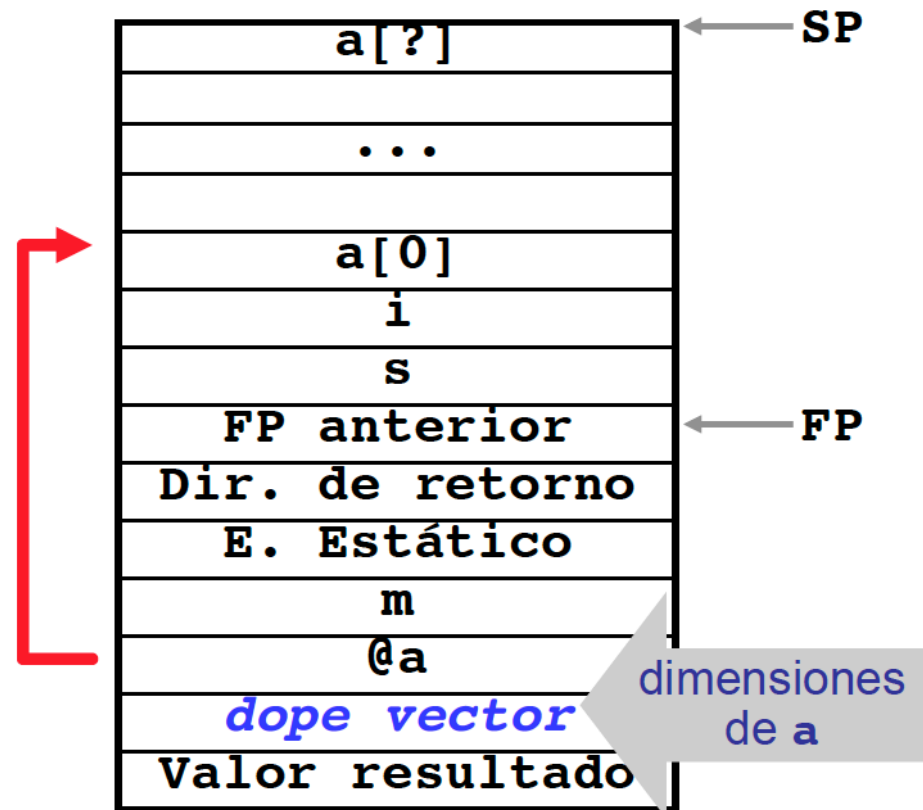 a[?]
SP
...
a[0]
i
s
FP anterior
FP
Dir. de retorno
E. Estático
m
@a
dimensiones
de a
dope vector
Valor resultado